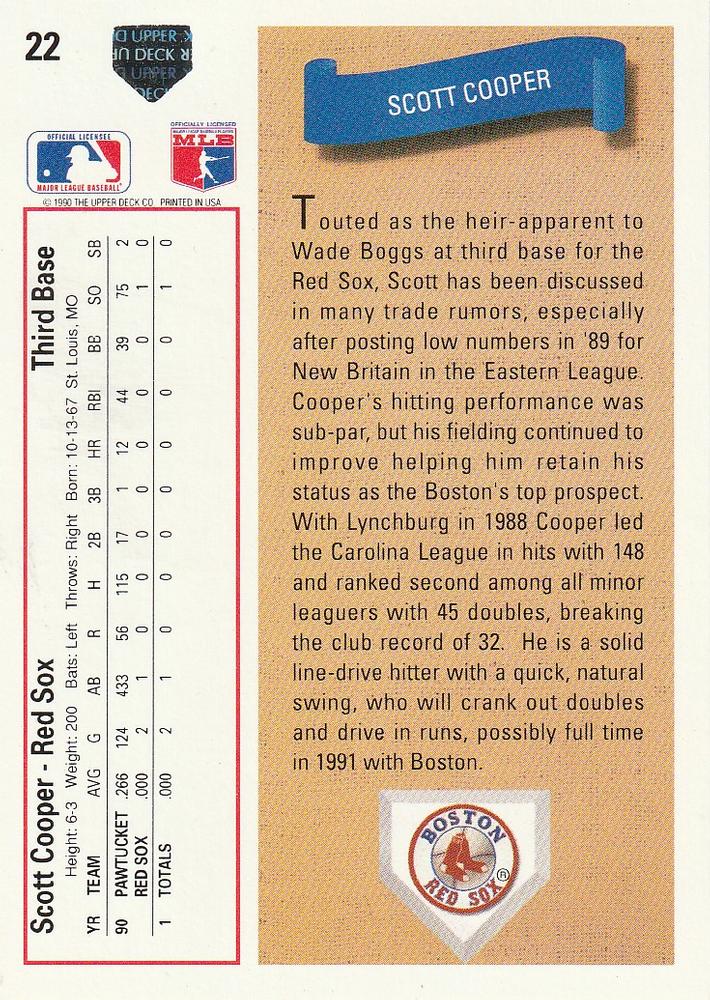 22
UPPER DECK
OFFICIAL LICENSEE
MAJOR LEAGUE BASEBALL
OFFICIALLY LICENSED
MAJOR LEAGUE BASEBALL PLAYERS
MLB
© 1990 THE UPPER DECK CO. PRINTED IN USA
Scott Cooper - Red Sox Third Base
Height: 6-3 Weight: 200 Bats: Left Throws: Right Born: 10-13-67 St. Louis, MO
YR TEAM AVG G AB R H 2B 3B HR RBI BB SO SB
90 PAWTUCKET .266 124 433 56 115 17 1 12 44 39 75 2
RED SOX .000 2 1 0 0 0 0 0 0 0 1 0
1 TOTALS .000 2 1 0 0 0 0 0 0 0 1 0
SCOTT COOPER
Touted as the heir-apparent to
Wade Boggs at third base for the
Red Sox, Scott has been discussed
in many trade rumors, especially
after posting low numbers in '89 for
New Britain in the Eastern League.
Cooper's hitting performance was
sub-par, but his fielding continued to
improve helping him retain his
status as the Boston's top prospect.
With Lynchburg in 1988 Cooper led
the Carolina League in hits with 148
and ranked second among all minor
leaguers with 45 doubles, breaking
the club record of 32. He is a solid
line-drive hitter with a quick, natural
swing, who will crank out doubles
and drive in runs, possibly full time
in 1991 with Boston.
BOSTON
RED SOX
®